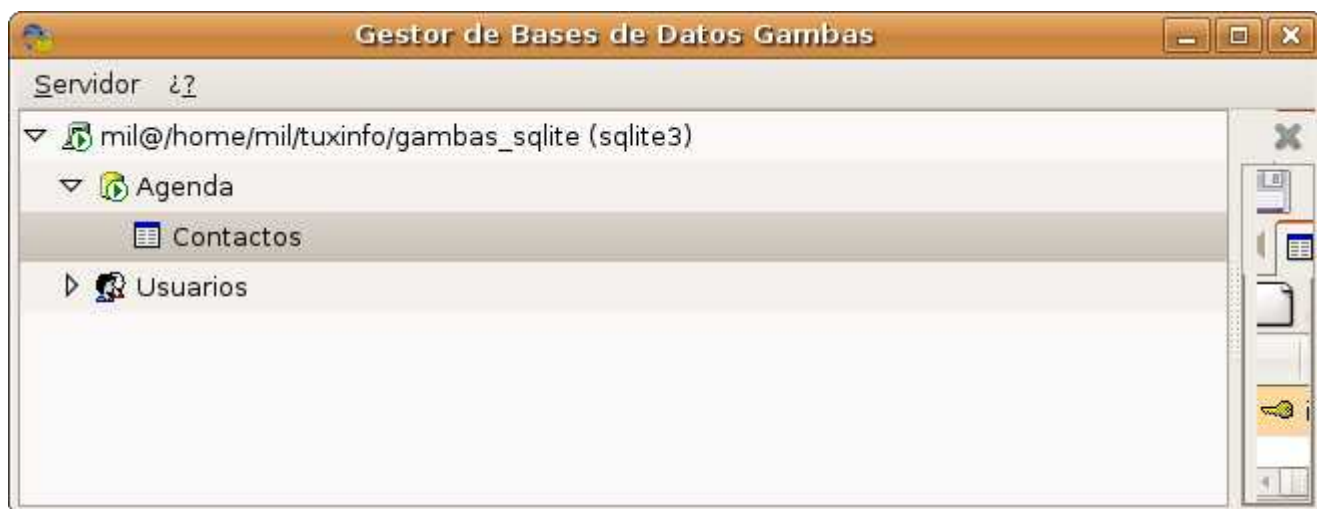 Gestor de Bases de Datos Gambas
Servidor ¿?
mil@/home/mil/tuxinfo/gambas_sqlite (sqlite3)
Agenda
Contactos
Usuarios
i